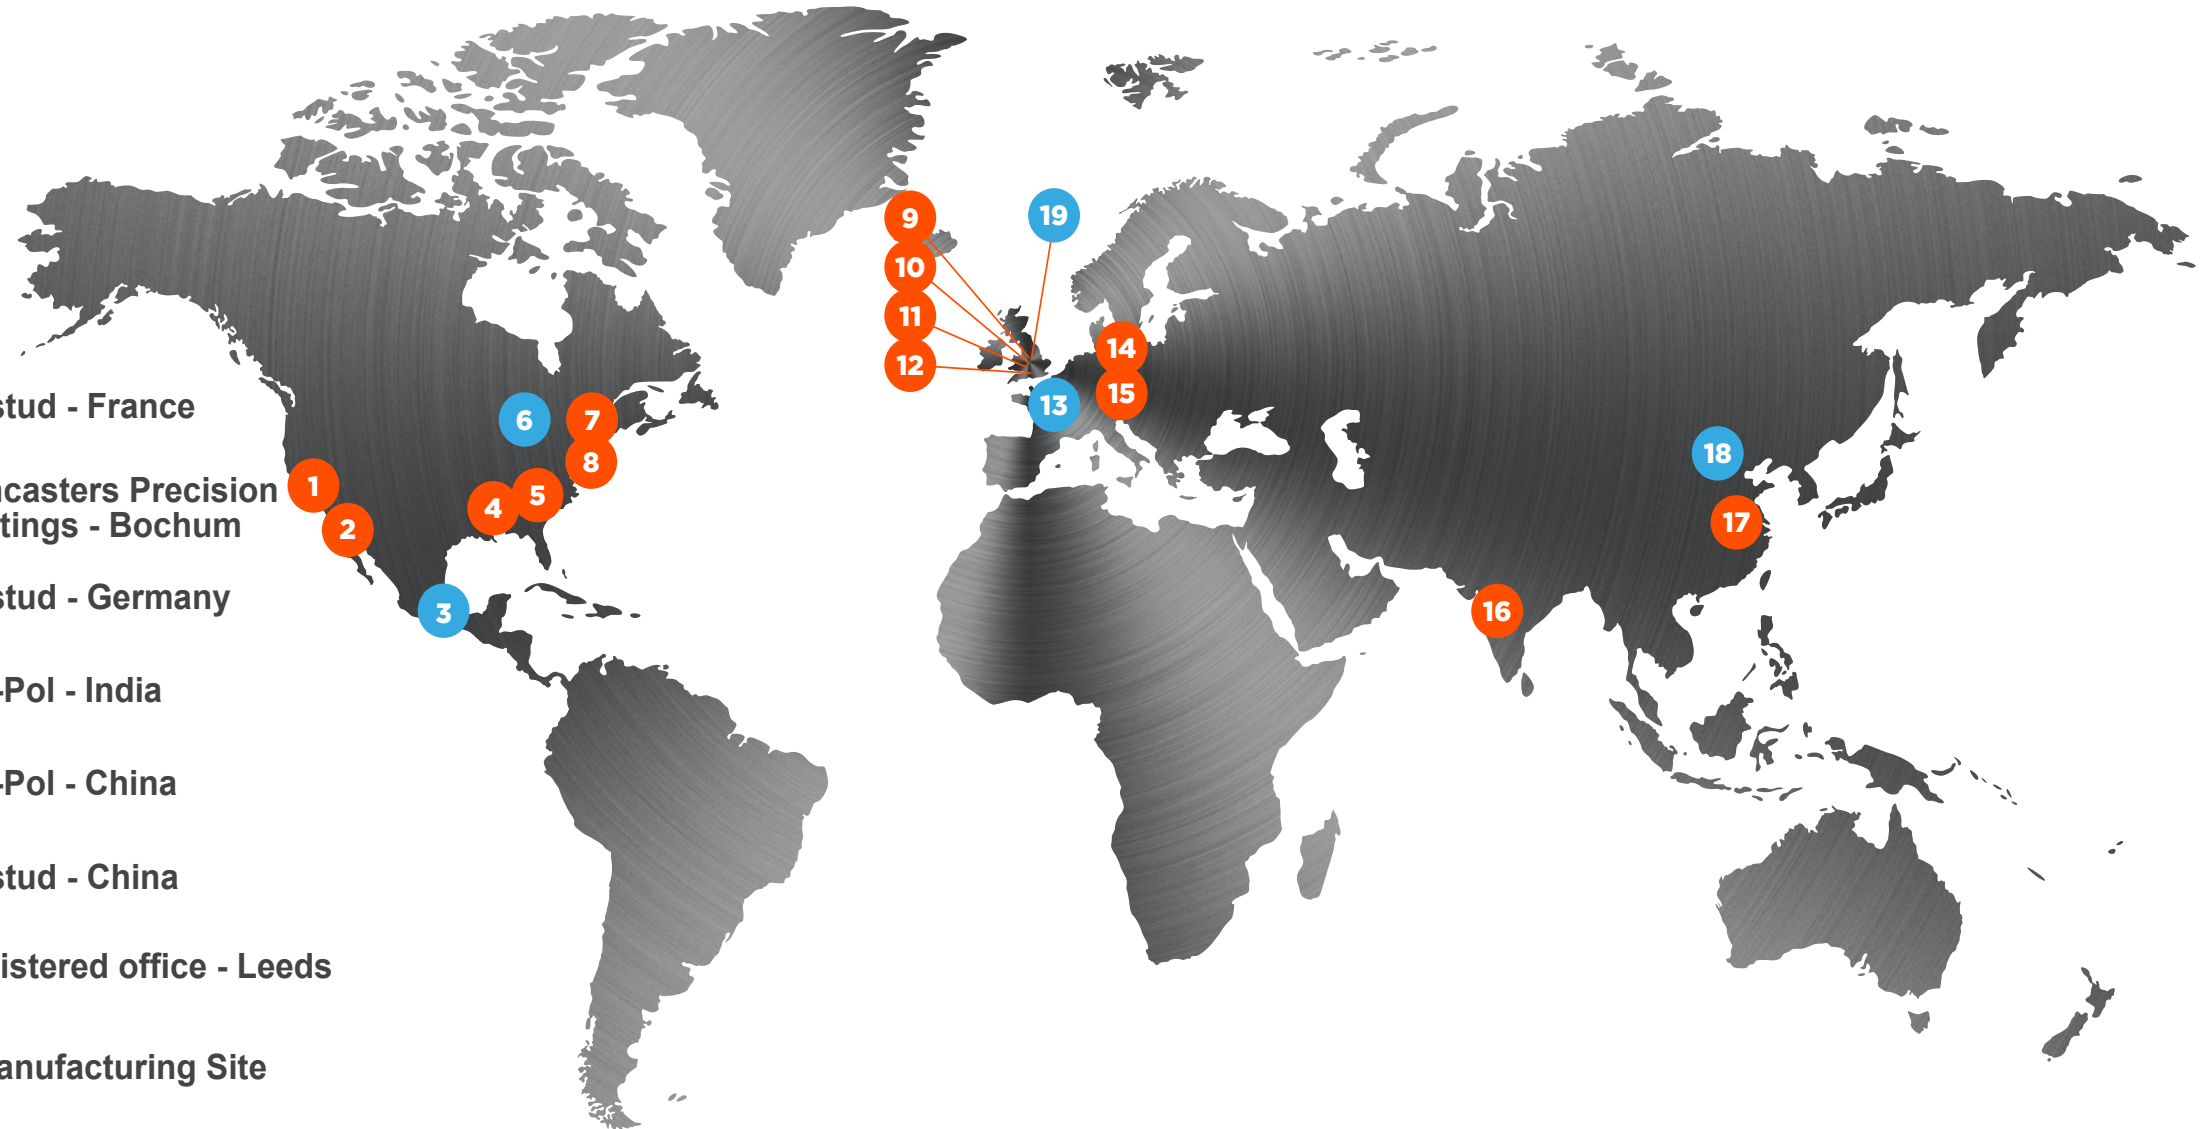 stud - France
ncasters Precision
tings - Bochum
stud - Germany
-Pol - India
-Pol - China
stud - China
istered office - Leeds
anufacturing Site
1
2
3
4
5
6
7
8
9
10
11
12
13
14
15
16
17
18
19